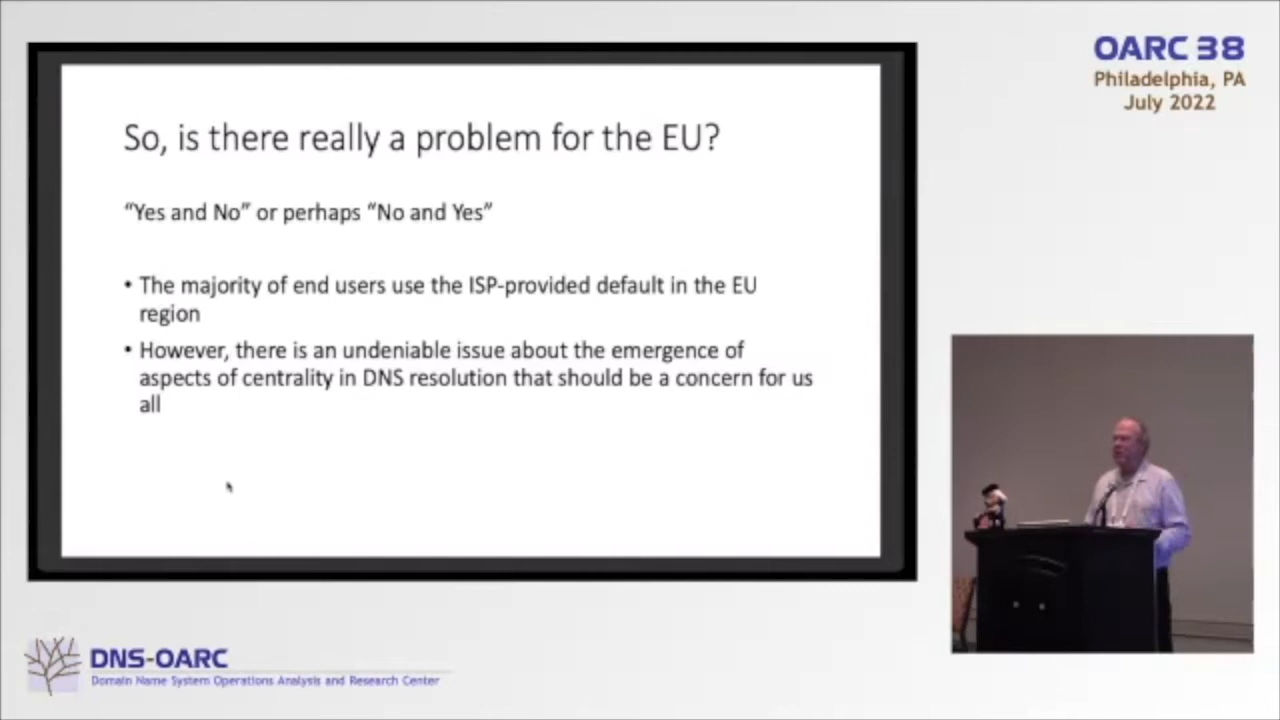 OARC 38
Philadelphia, PA
July 2022
So, is there really a problem for the EU?
“Yes and No” or perhaps “No and Yes”
• The majority of end users use the ISP-provided default in the EU
region
• However, there is an undeniable issue about the emergence of
aspects of centrality in DNS resolution that should be a concern for us
all
DNS-OARC
Domain Name System Operations Analysis and Research Center